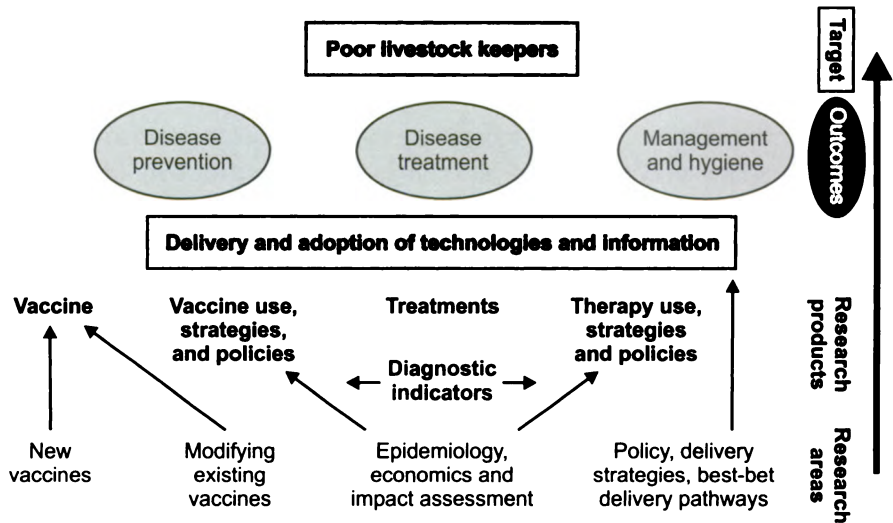 Poor livestock keepers
Target
Disease
prevention
Disease
treatment
Management
and hygiene
Outcomes
Delivery and adoption of technologies and information
Vaccine
Vaccine use,
strategies,
and policies
Treatments
Therapy use,
strategies
and policies
Research
products
Diagnostic
indicators
New
vaccines
Modifying
existing
vaccines
Epidemiology,
economics and
impact assessment
Policy, delivery
strategies, best-bet
delivery pathways
Research
areas